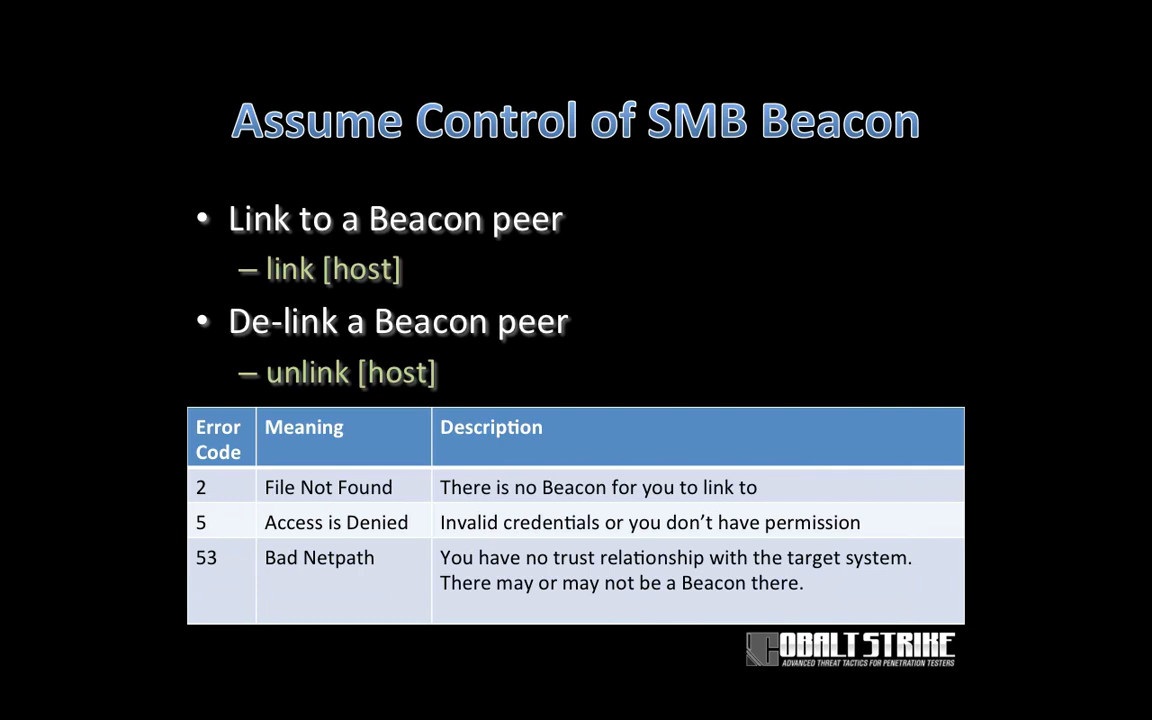 Assume Control of SMB Beacon
• Link to a Beacon peer
– link [host]
• De-link a Beacon peer
– unlink [host]
Error Code Meaning Description
2 File Not Found There is no Beacon for you to link to
5 Access is Denied Invalid credentials or you don’t have permission
53 Bad Netpath You have no trust relationship with the target system.
There may or may not be a Beacon there.
COBALT STRIKE
ADVANCED THREAT TACTICS FOR PENETRATION TESTERS